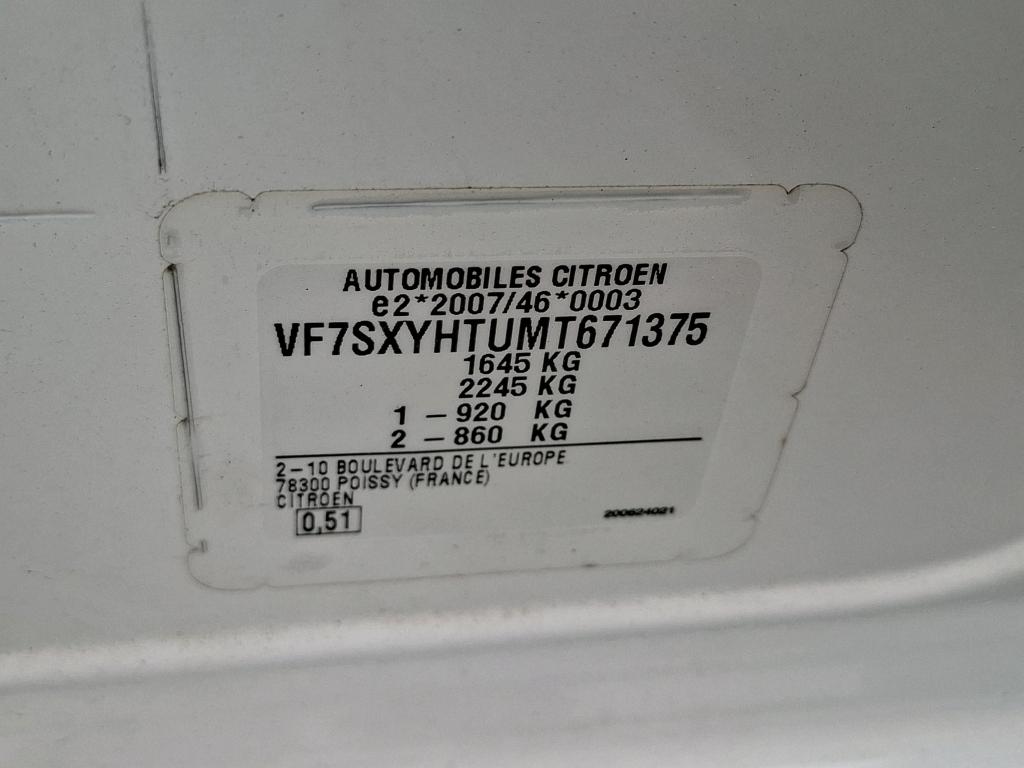 AUTOMOBILES CITROEN
e2*2007/46*0003
VF7SXYHTUMT671375
1645 KG
2245 KG
1 – 920 KG
2 – 860 KG
2–10 BOULEVARD DE L'EUROPE
78300 POISSY (FRANCE)
CITROEN
0,51
200624021